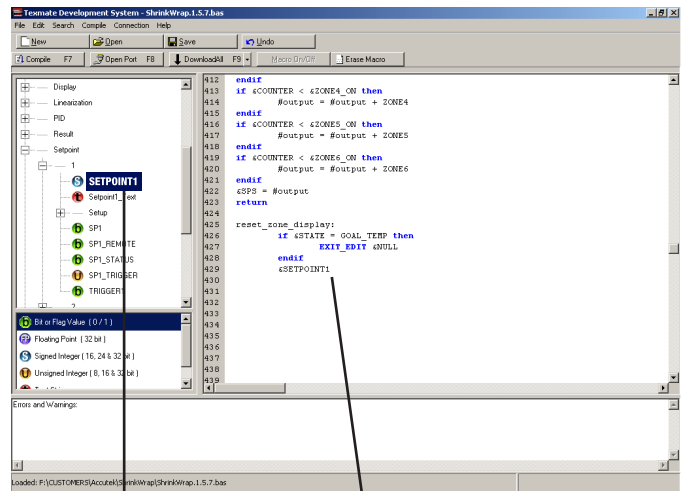 Texmate Development System - ShrinkWrap.1.5.7.bas
File Edit Search Compile Connection Help
New Open Save Undo
Compile F7 Open Port F8 DownloadAll F9 Macro On/Off Erase Macro
Display
Linearization
PID
Result
Setpoint
1
SETPOINT1
Setup
SP1
SP1_REMOTE
SP1_STATUS
SP1_TRIGGER
2
Bit or Flag Value ( 0 / 1 )
FP Floating Point ( 32 bit )
S Signed Integer ( 16, 24 & 32 bit )
Unsigned Integer ( 8, 16 & 32 bit )
412 endif
413 if &COUNTER < &ZONE4_ON then
414 #output = #output + ZONE4
415 endif
416 if &COUNTER < &ZONE5_ON then
417 #output = #output + ZONE5
418 endif
419 if &COUNTER < &ZONE6_ON then
420 #output = #output + ZONE6
421 endif
422 &SPS = #output
423 return
424
425 reset_zone_display:
426 if &STATE = GOAL_TEMP then
427 EXIT_EDIT &NULL
428 endif
429 &SETPOINT1
430
431
432
433
434
435
436
437
438
439
Errors and Warnings:
Loaded: F:\CUSTOMERS\Accutek\ShrinkWrap\ShrinkWrap.1.5.7.bas